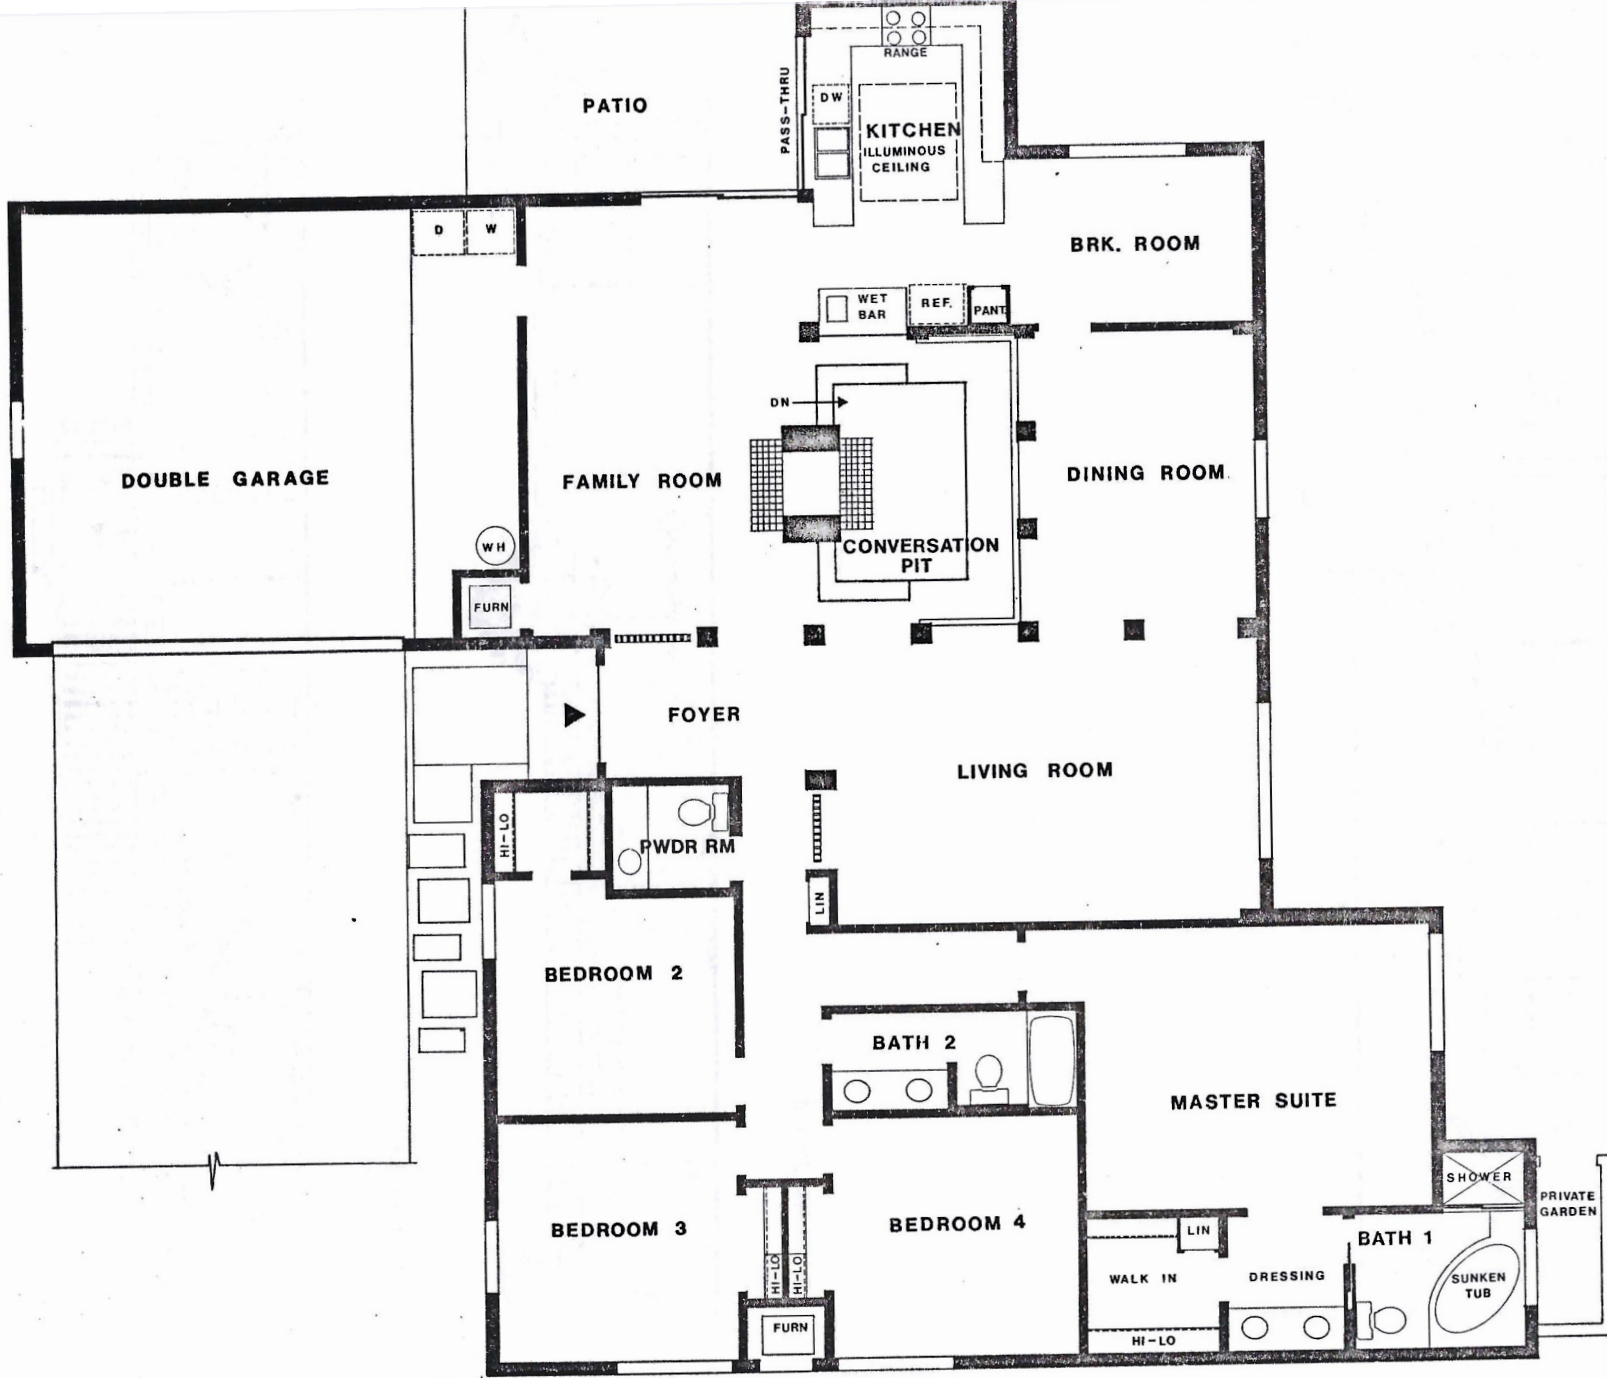 RANGE
PATIO
PASS-THRU
DW
KITCHEN
ILLUMINOUS
CEILING
D
W
BRK. ROOM
WET
BAR
REF.
PANT.
DN
DOUBLE GARAGE
FAMILY ROOM
DINING ROOM
WH
CONVERSATION
PIT
FURN
FOYER
LIVING ROOM
HI-LO
PWDR RM
LIN
BEDROOM 2
BATH 2
MASTER SUITE
SHOWER
PRIVATE
GARDEN
BEDROOM 3
BEDROOM 4
LIN
BATH 1
HI-LO
HI-LO
WALK IN
DRESSING
SUNKEN
TUB
FURN
HI-LO